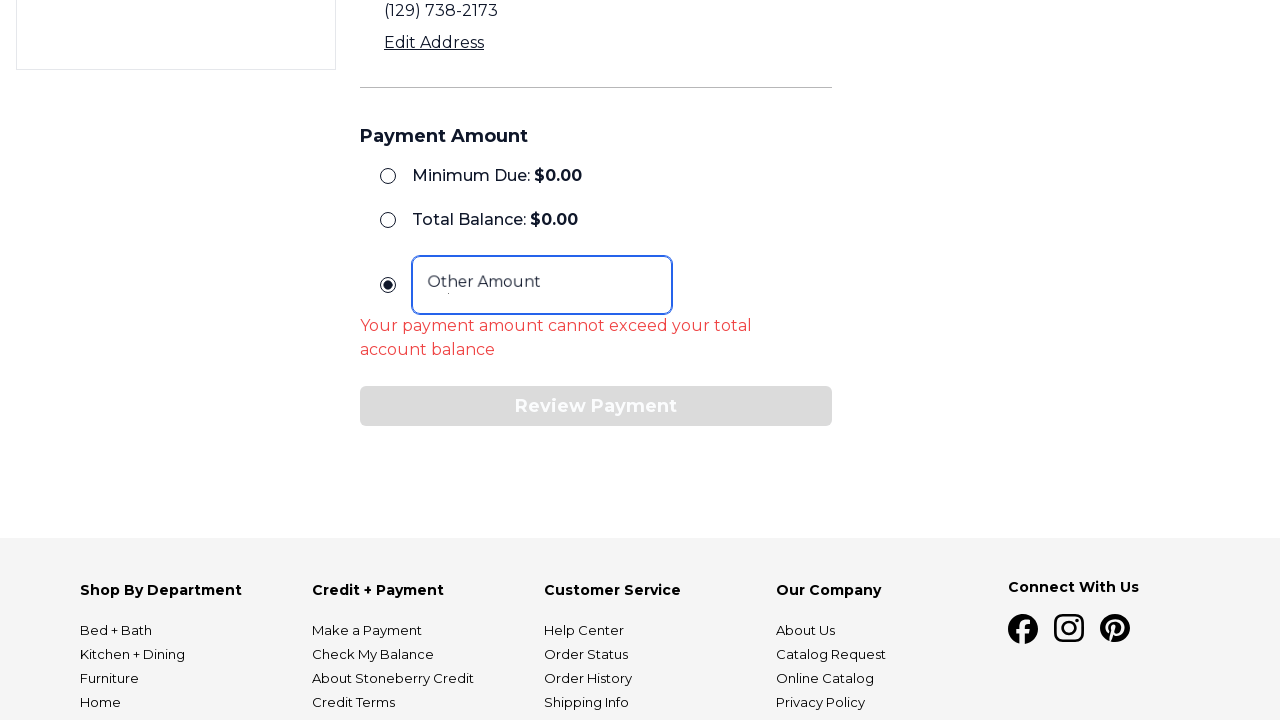 (129) 738-2173
Edit Address
Payment Amount
Minimum Due: $0.00
Total Balance: $0.00
Other Amount
Your payment amount cannot exceed your total
account balance
Review Payment
Shop By Department
Bed + Bath
Kitchen + Dining
Furniture
Home
Credit + Payment
Make a Payment
Check My Balance
About Stoneberry Credit
Credit Terms
Customer Service
Help Center
Order Status
Order History
Shipping Info
Our Company
About Us
Catalog Request
Online Catalog
Privacy Policy
Connect With Us